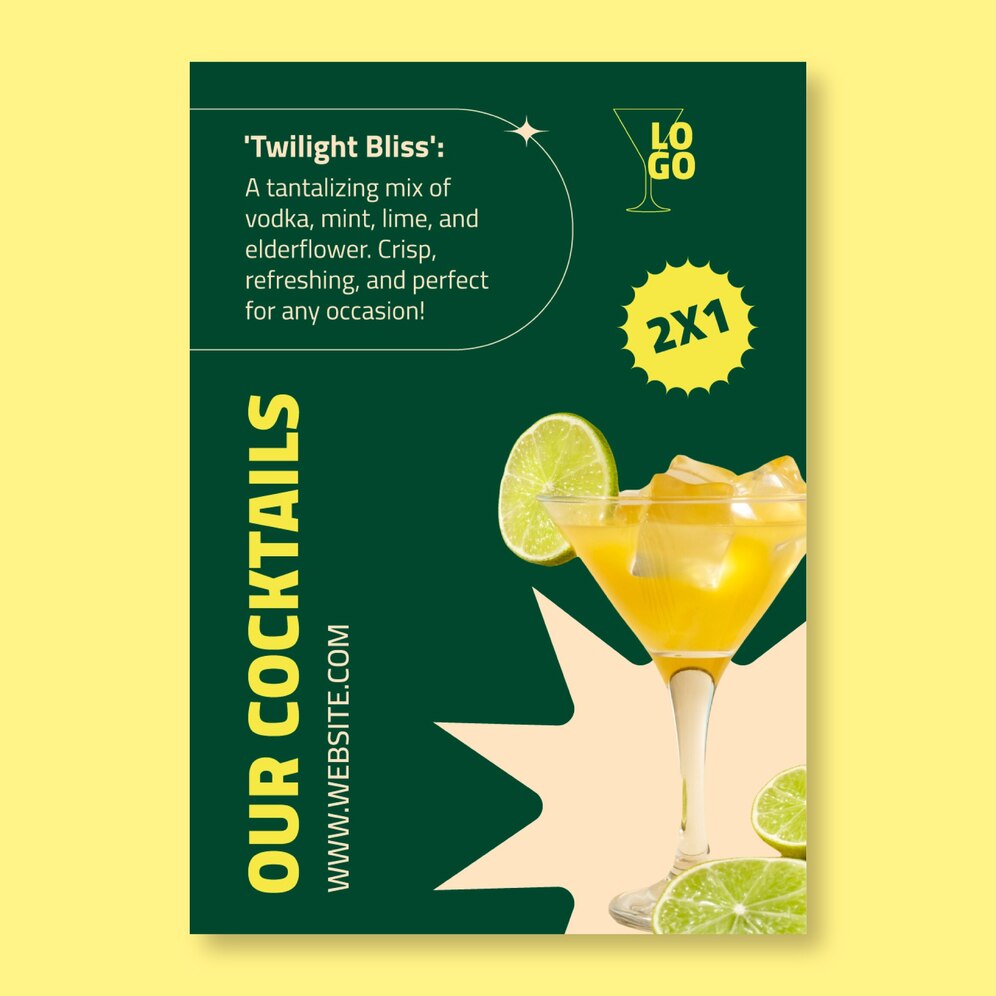 'Twilight Bliss':
A tantalizing mix of
vodka, mint, lime, and
elderflower. Crisp,
refreshing, and perfect
for any occasion!
LO
GO
2X1
OUR COCKTAILS
WWW.WEBSITE.COM